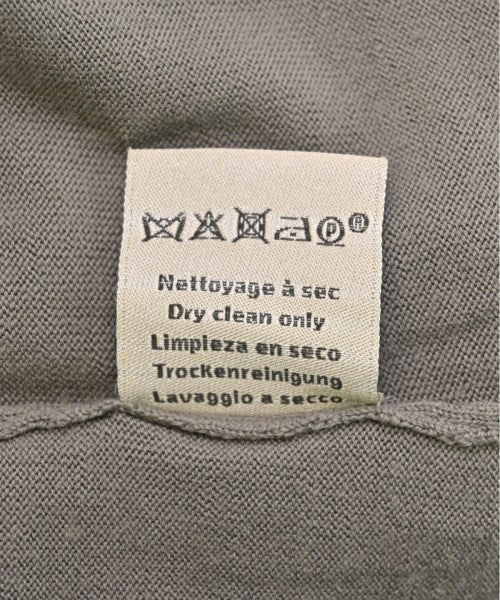 P ®
Nettoyage à sec
Dry clean only
Limpieza en seco
Trockenreinigung
Lavaggio a secco